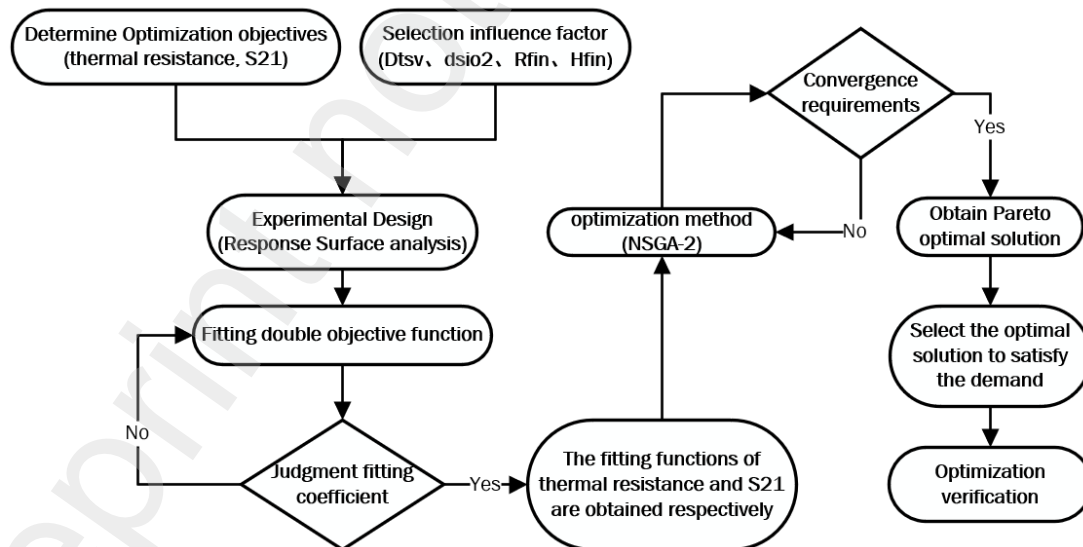 Determine Optimization objectives
(thermal resistance, S21)
Selection influence factor
(Dtsv、dsio2、Rfin、Hfin)
Experimental Design
(Response Surface analysis)
Fitting double objective function
No
Judgment fitting
coefficient
Yes
The fitting functions of
thermal resistance and S21
are obtained respectively
optimization method
(NSGA-2)
Convergence
requirements
No
Yes
Obtain Pareto
optimal solution
Select the optimal
solution to satisfy
the demand
Optimization
verification
eprint no